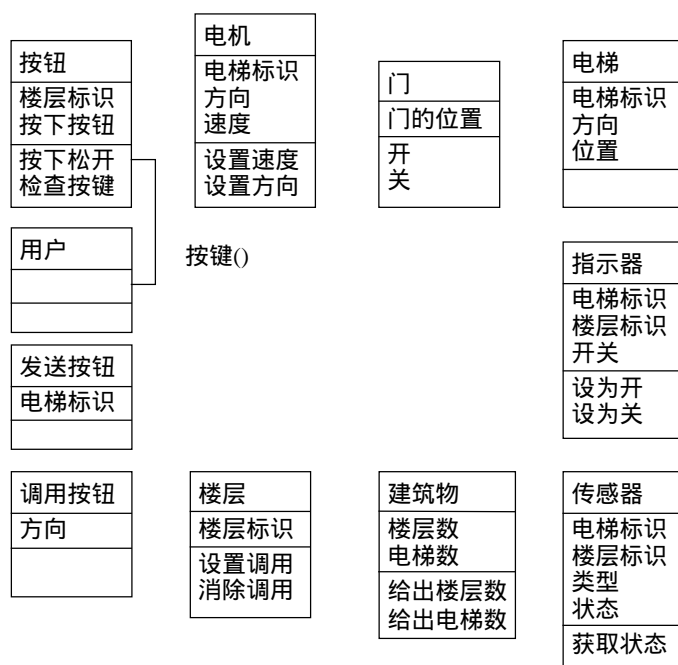 按钮
楼层标识
按下按钮
按下松开
检查按键
电机
电梯标识
方向
速度
设置速度
设置方向
门
门的位置
开
关
电梯
电梯标识
方向
位置
用户
按键()
指示器
电梯标识
楼层标识
开关
设为开
设为关
发送按钮
电梯标识
调用按钮
方向
楼层
楼层标识
设置调用
消除调用
建筑物
楼层数
电梯数
给出楼层数
给出电梯数
传感器
电梯标识
楼层标识
类型
状态
获取状态